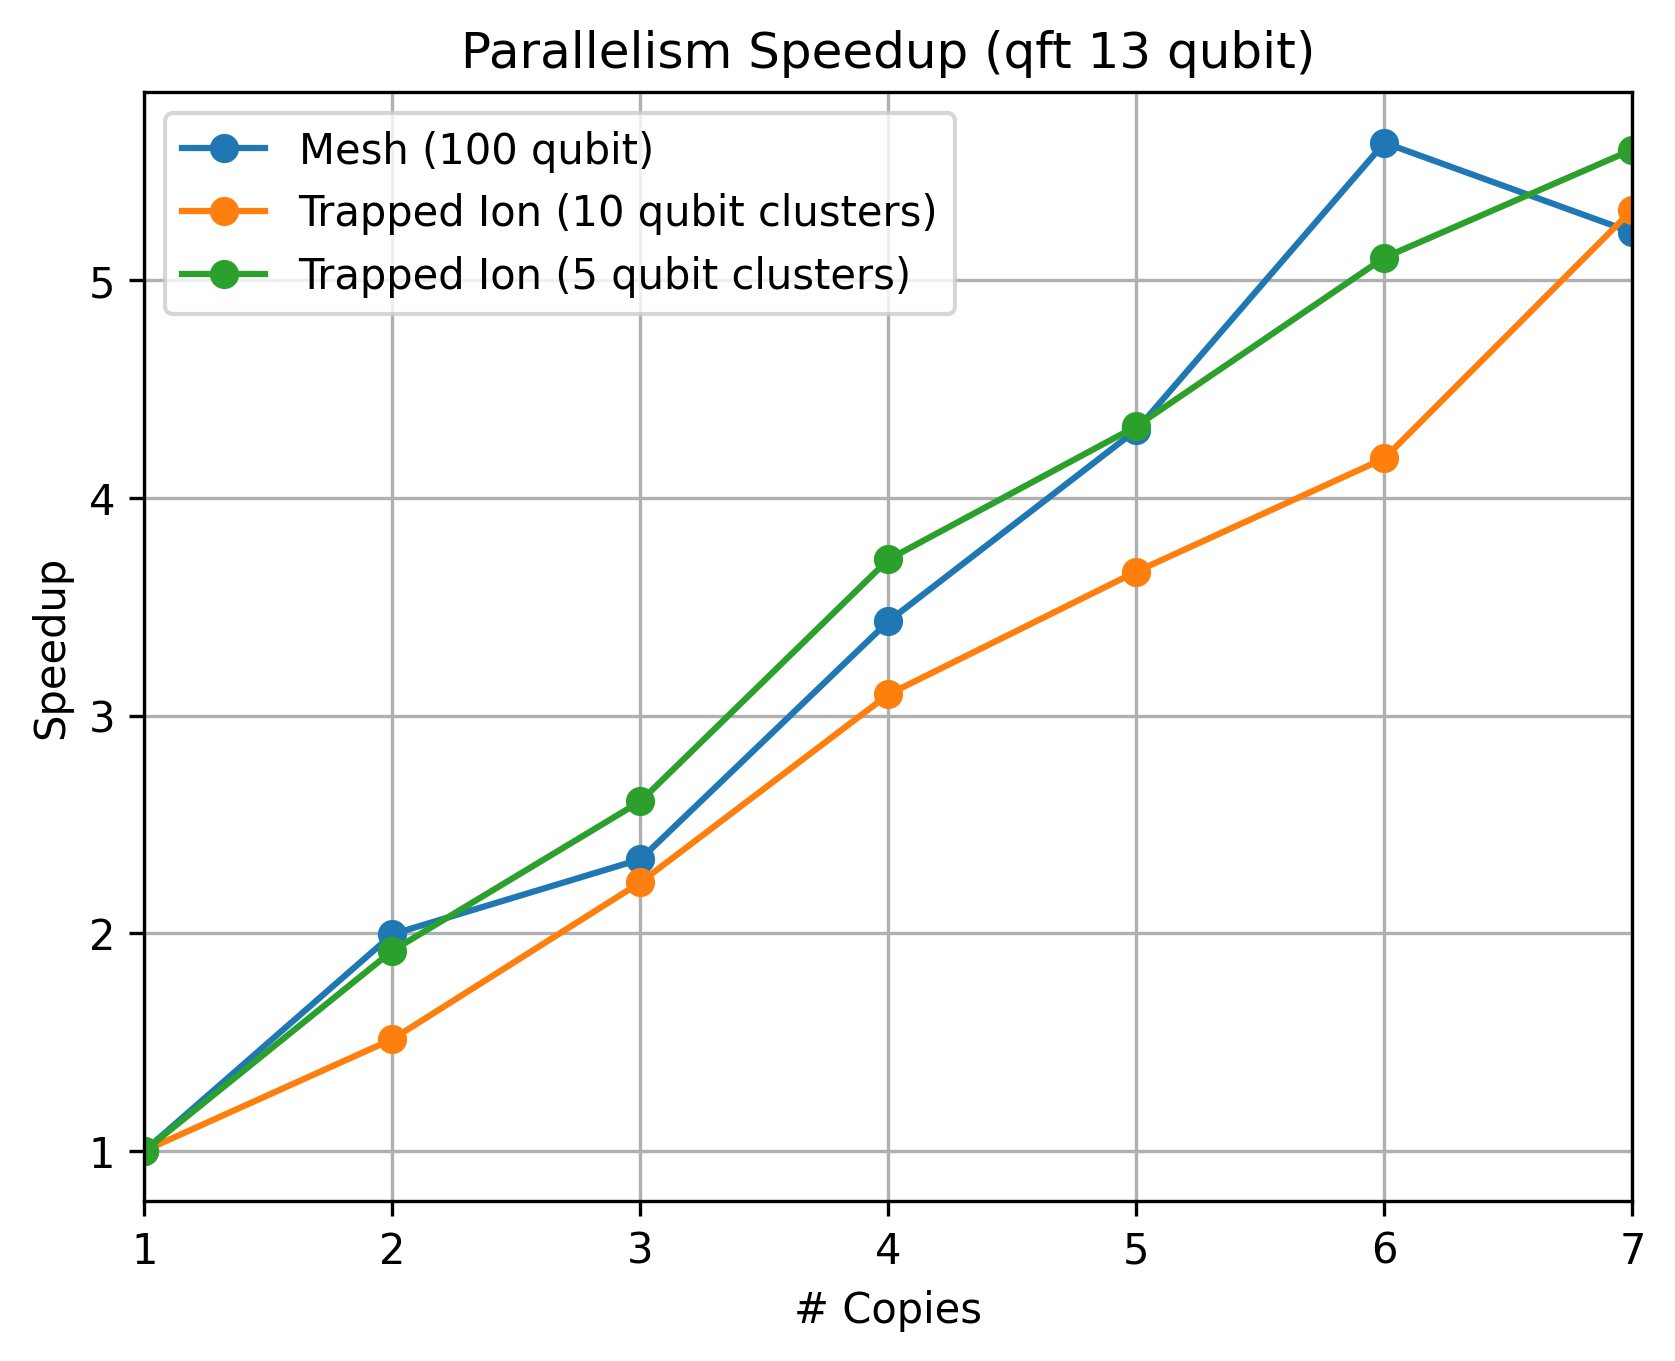 Parallelism Speedup (qft 13 qubit)
Mesh (100 qubit)
Trapped Ion (10 qubit clusters)
Trapped Ion (5 qubit clusters)
5
4
3
2
1
Speedup
1 2 3 4 5 6 7
# Copies